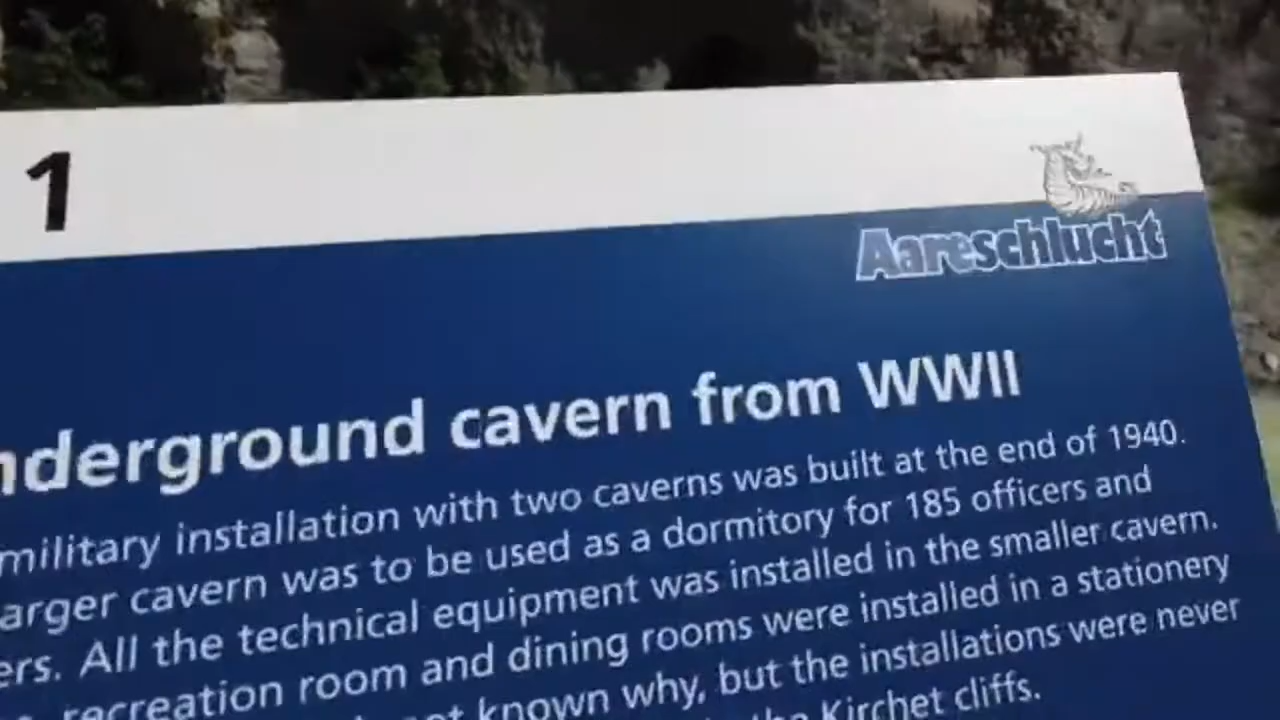 1
Aareschlucht
nderground cavern from WWII
military installation with two caverns was built at the end of 1940.
arger cavern was to be used as a dormitory for 185 officers and
ers. All the technical equipment was installed in the smaller cavern.
recreation room and dining rooms were installed in a stationery
not known why, but the installations were never
the Kirchet cliffs.